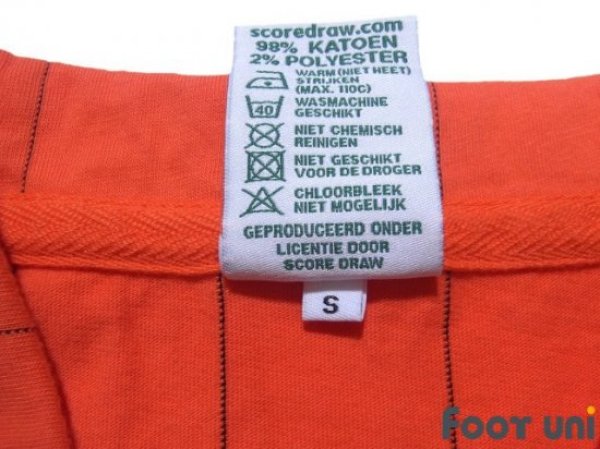 scoredraw.com
98% KATOEN
2% POLYESTER
WARM (NIET HEET)
STRIJKEN
(MAX. 110C)
40
WASMACHINE
GESCHIKT
NIET CHEMISCH
REINIGEN
NIET GESCHIKT
VOOR DE DROGER
CHLOORBLEEK
NIET MOGELIJK
GEPRODUCEERD ONDER
LICENTIE DOOR
SCORE DRAW
S
FOOT UNI